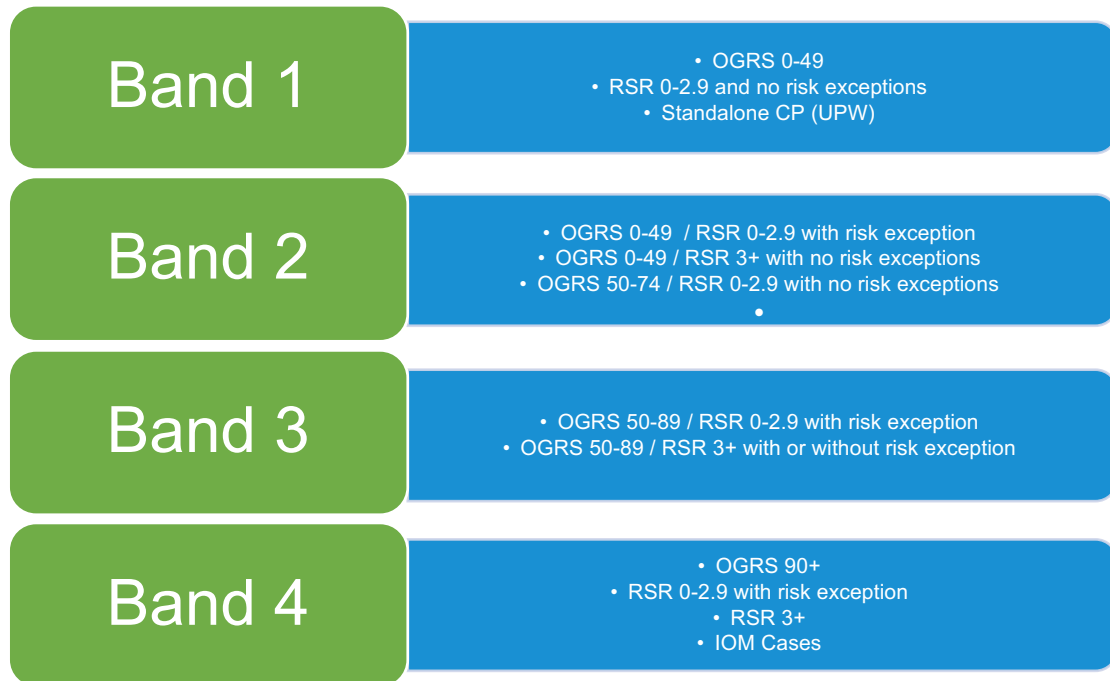 Band 1
• OGRS 0-49
• RSR 0-2.9 and no risk exceptions
• Standalone CP (UPW)
Band 2
• OGRS 0-49 / RSR 0-2.9 with risk exception
• OGRS 0-49 / RSR 3+ with no risk exceptions
• OGRS 50-74 / RSR 0-2.9 with no risk exceptions
•
Band 3
• OGRS 50-89 / RSR 0-2.9 with risk exception
• OGRS 50-89 / RSR 3+ with or without risk exception
Band 4
• OGRS 90+
• RSR 0-2.9 with risk exception
• RSR 3+
• IOM Cases